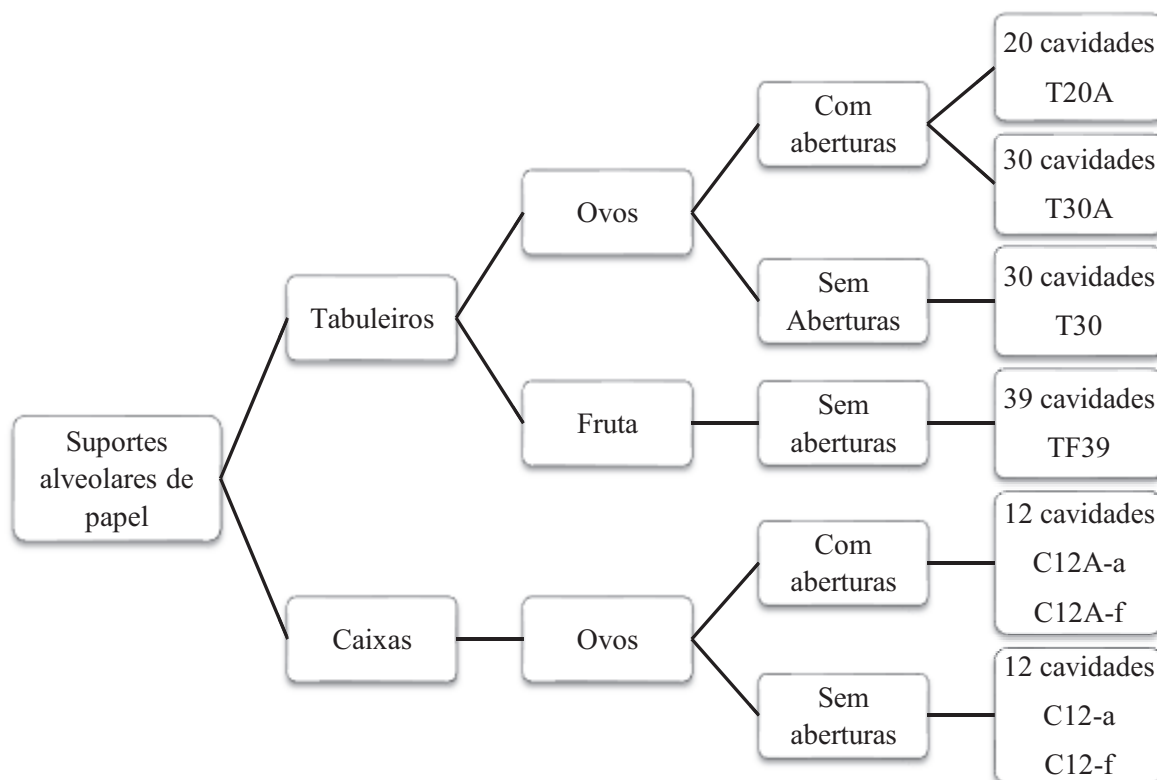 Suportes
alveolares de
papel
Tabuleiros
Caixas
Ovos
Fruta
Ovos
Com
aberturas
Sem
Aberturas
Sem
aberturas
Com
aberturas
Sem
aberturas
20 cavidades
T20A
30 cavidades
T30A
30 cavidades
T30
39 cavidades
TF39
12 cavidades
C12A-a
C12A-f
12 cavidades
C12-a
C12-f